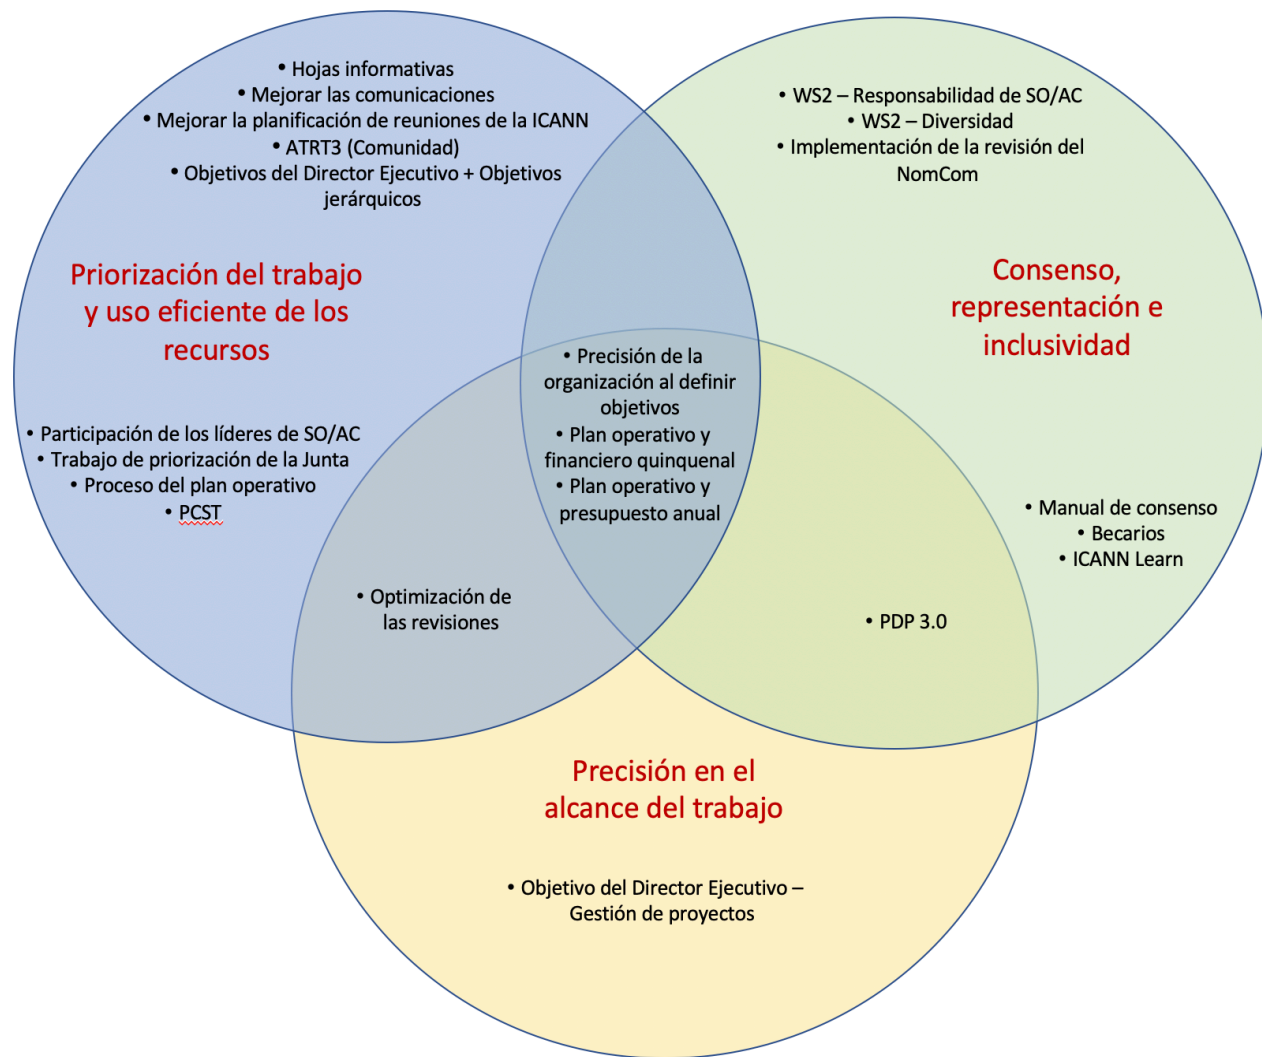 • Hojas informativas
• Mejorar las comunicaciones
• Mejorar la planificación de reuniones de la ICANN
• ATRT3 (Comunidad)
• Objetivos del Director Ejecutivo + Objetivos
jerárquicos
Priorización del trabajo
y uso eficiente de los
recursos
• Participación de los líderes de SO/AC
• Trabajo de priorización de la Junta
• Proceso del plan operativo
• PCST
• WS2 – Responsabilidad de SO/AC
• WS2 – Diversidad
• Implementación de la revisión del
NomCom
Consenso,
representación e
inclusividad
• Manual de consenso
• Becarios
• ICANN Learn
• Precisión de la
organización al definir
objetivos
• Plan operativo y
financiero quinquenal
• Plan operativo y
presupuesto anual
• Optimización de
las revisiones
• PDP 3.0
Precisión en el
alcance del trabajo
• Objetivo del Director Ejecutivo –
Gestión de proyectos